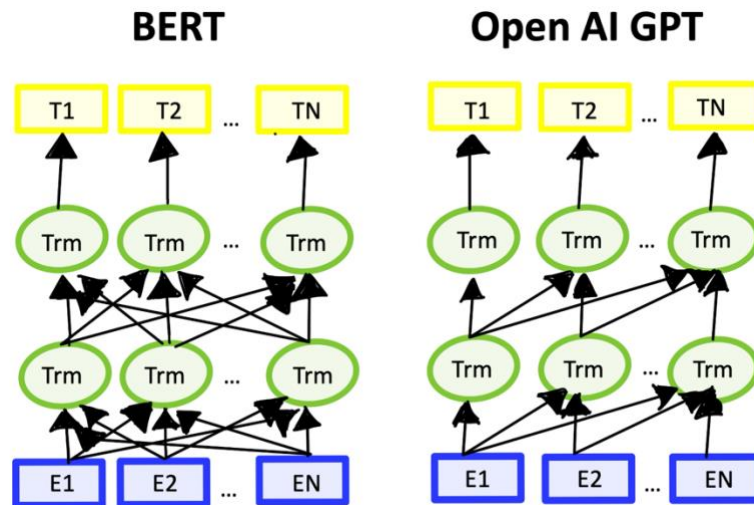 BERT
T1 T2 ... TN
Trm Trm ... Trm
Trm Trm ... Trm
E1 E2 ... EN
Open AI GPT
T1 T2 ... TN
Trm Trm ... Trm
Trm Trm ... Trm
E1 E2 ... EN